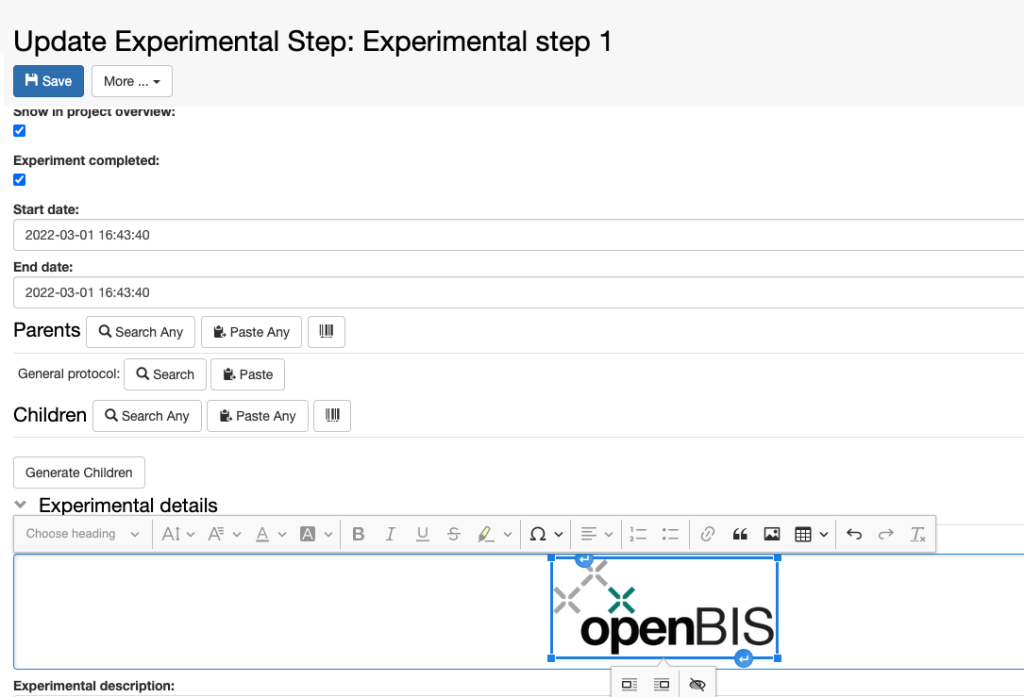 Update Experimental Step: Experimental step 1
Save More ...
Show in project overview:
Experiment completed:
Start date:
2022-03-01 16:43:40
End date:
2022-03-01 16:43:40
Parents Search Any Paste Any
General protocol: Search Paste
Children Search Any Paste Any
Generate Children
Experimental details
Choose heading AI A A A B I U S Ω Tx
openBIS
Experimental description: